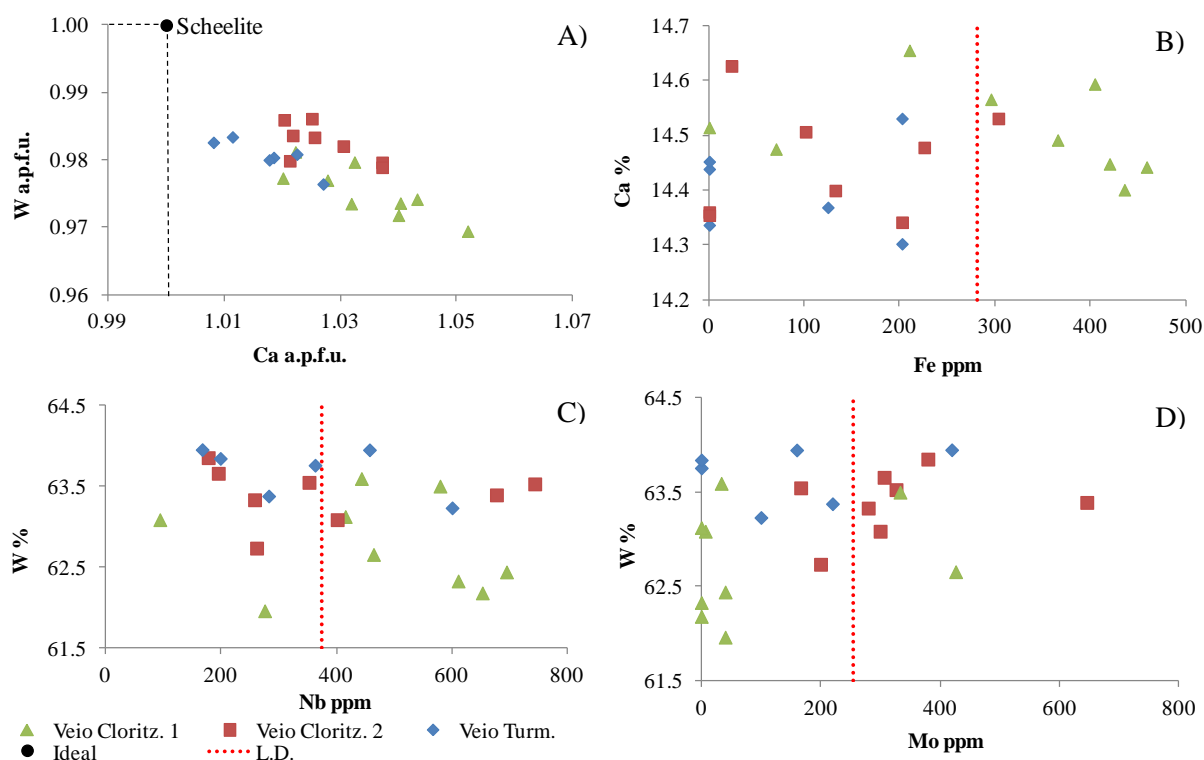 A)
Scheelite
1.00
0.99
0.98
0.97
0.96
0.99 1.01 1.03 1.05 1.07
W a.p.f.u.
Ca a.p.f.u.
B)
14.7
14.6
14.5
14.4
14.3
14.2
0 100 200 300 400 500
Ca %
Fe ppm
C)
64.5
63.5
62.5
61.5
0 200 400 600 800
W %
Nb ppm
D)
64.5
63.5
62.5
61.5
0 200 400 600 800
W %
Mo ppm
Veio Cloritz. 1 Veio Cloritz. 2 Veio Turm.
Ideal L.D.